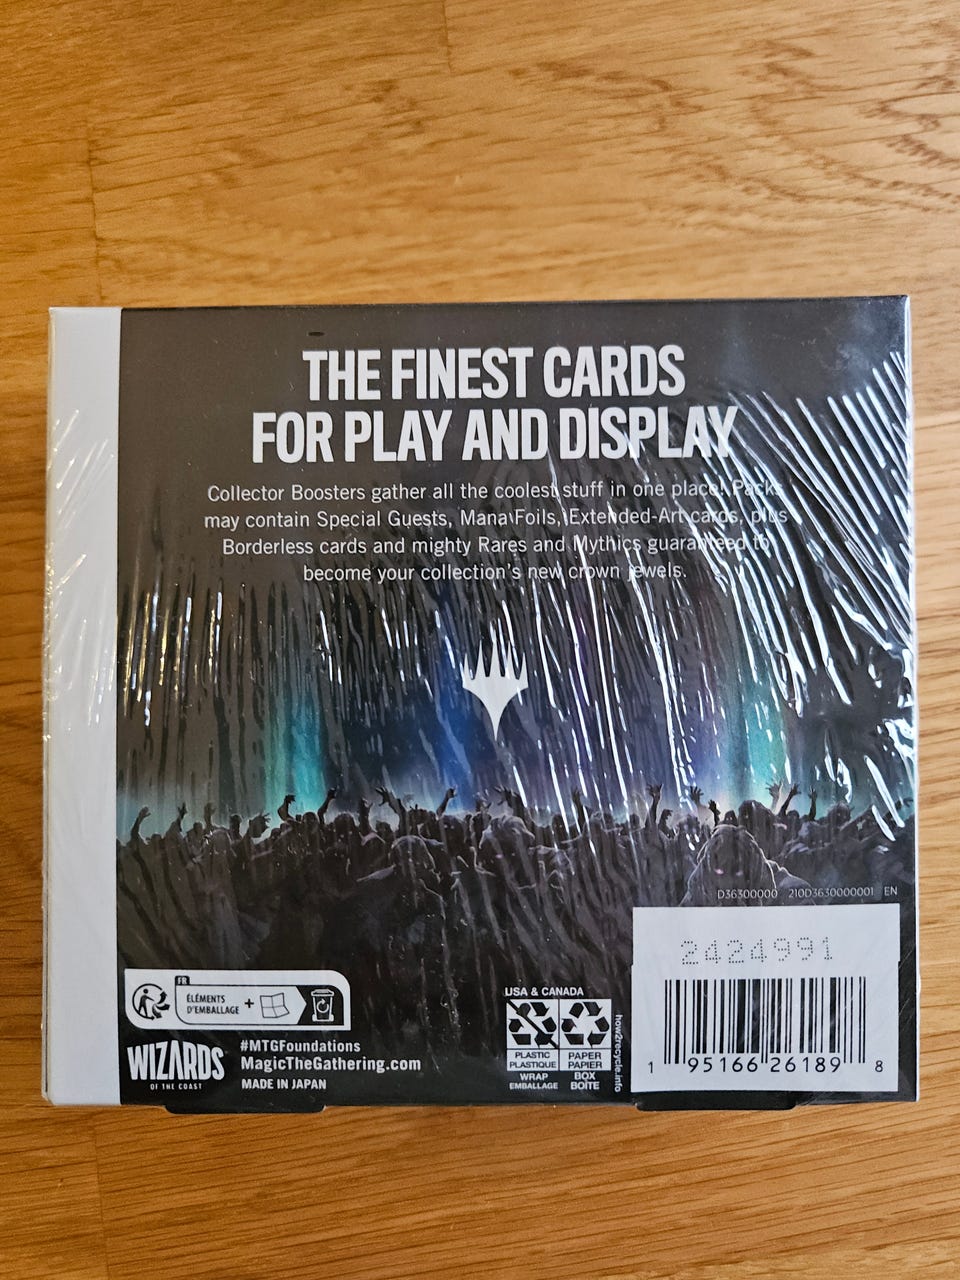 THE FINEST CARDS
FOR PLAY AND DISPLAY
Collector Boosters gather all the coolest stuff in one place! Packs
may contain Special Guests, Mana Foils, Extended-Art cards, plus
Borderless cards and mighty Rares and Mythics guaranteed to
become your collection's new crown jewels.
D36300000 210D3630000001 EN
2424991
1 95166 26189 8
FR
ÉLÉMENTS
D'EMBALLAGE +
WIZARDS
OF THE COAST
#MTGFoundations
MagicTheGathering.com
MADE IN JAPAN
USA & CANADA
PLASTIC
PLASTIQUE
WRAP
EMBALLAGE
PAPER
PAPIER
BOX
BOÎTE
how2recycle.info